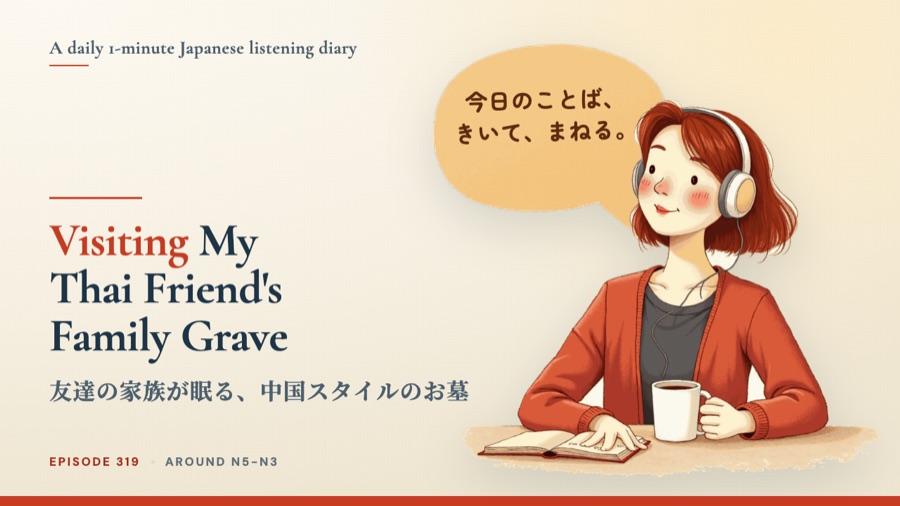 A daily 1-minute Japanese listening diary
今日のことば、
きいて、まねる。
Visiting My
Thai Friend's
Family Grave
友達の家族が眠る、中国スタイルのお墓
EPISODE 319 · AROUND N5–N3